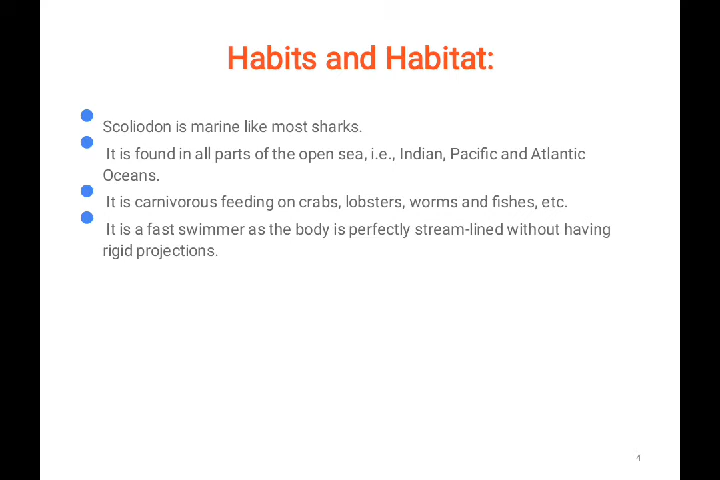 Habits and Habitat:
Scoliodon is marine like most sharks.
It is found in all parts of the open sea, i.e., Indian, Pacific and Atlantic
Oceans.
It is carnivorous feeding on crabs, lobsters, worms and fishes, etc.
It is a fast swimmer as the body is perfectly stream-lined without having
rigid projections.
4